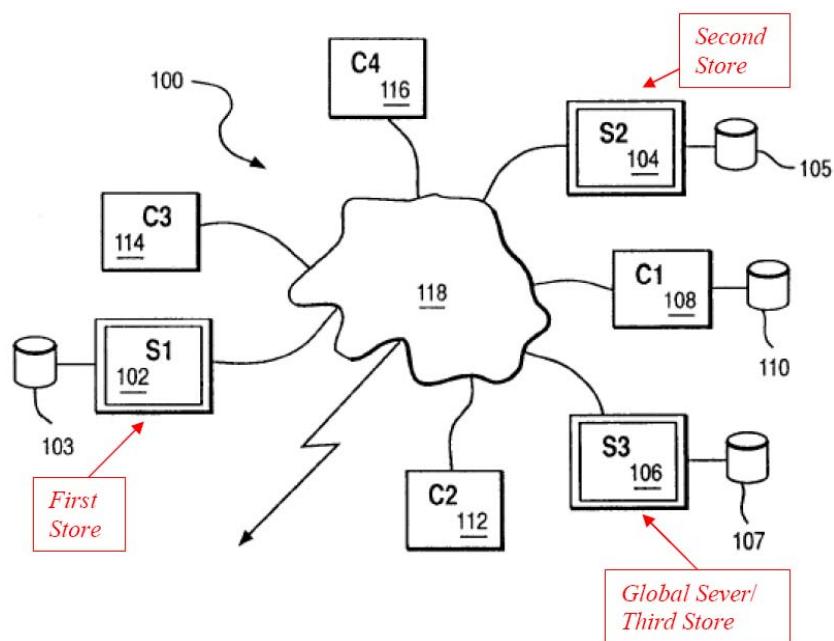 Second
Store
C4
116
100
S2
104
105
C3
114
C1
108
118
110
S1
102
103
S3
106
107
First
Store
C2
112
Global Sever/
Third Store